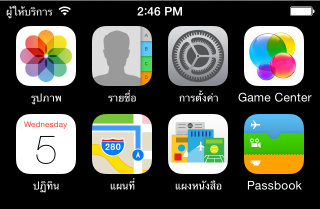 ผู้ให้บริการ 2:46 PM
รูปภาพ รายชื่อ การตั้งค่า Game Center
Wednesday
5
280
ปฏิทิน แผนที่ แผงหนังสือ Passbook